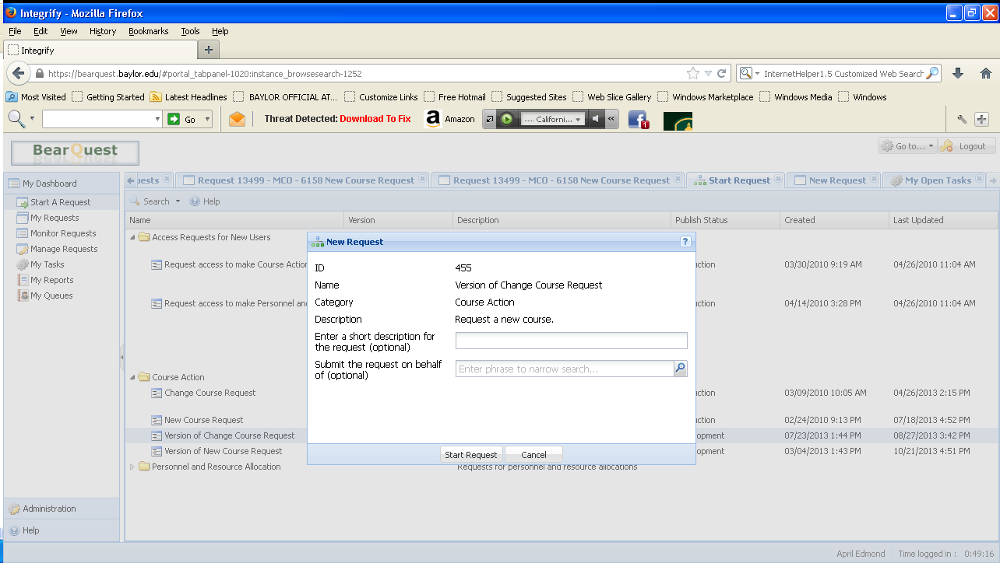 Integrify - Mozilla Firefox
File Edit View History Bookmarks Tools Help
Integrify
https://bearquest.baylor.edu/#portal_tabpanel-1020:instance_browsesearch-1252 InternetHelper1.5 Customized Web Search
Most Visited Getting Started Latest Headlines BAYLOR OFFICIAL AT... Customize Links Free Hotmail Suggested Sites Web Slice Gallery Windows Marketplace Windows Media Windows
Go Threat Detected: Download To Fix a Amazon ..... Californi... 1
BearQuest Go to... Logout
My Dashboard uests Request 13499 - MCO - 6158 New Course Request Request 13499 - MCO - 6158 New Course Request Start Request New Request My Open Tasks
Start A Request Search Help
My Requests Name Version Description Publish Status Created Last Updated
Monitor Requests Access Requests for New Users
Manage Requests
My Tasks Request access to make Course Action ction 03/30/2010 9:19 AM 04/26/2010 11:04 AM
My Reports
My Queues Request access to make Personnel and ction 04/14/2010 3:28 PM 04/26/2010 11:04 AM
New Request ?
ID 455
Name Version of Change Course Request
Category Course Action
Description Request a new course.
Enter a short description for
the request (optional)
Submit the request on behalf
of (optional) Enter phrase to narrow search...
Start Request Cancel
Course Action
Change Course Request ction 03/09/2010 10:05 AM 04/26/2013 2:15 PM
New Course Request ction 02/24/2010 9:13 PM 07/18/2013 4:52 PM
Version of Change Course Request opment 07/23/2013 1:44 PM 08/27/2013 3:42 PM
Version of New Course Request opment 03/04/2013 1:43 PM 10/21/2013 4:51 PM
Personnel and Resource Allocation Requests for personnel and resource allocations
Administration
Help
April Edmond Time logged in : 0:49:16